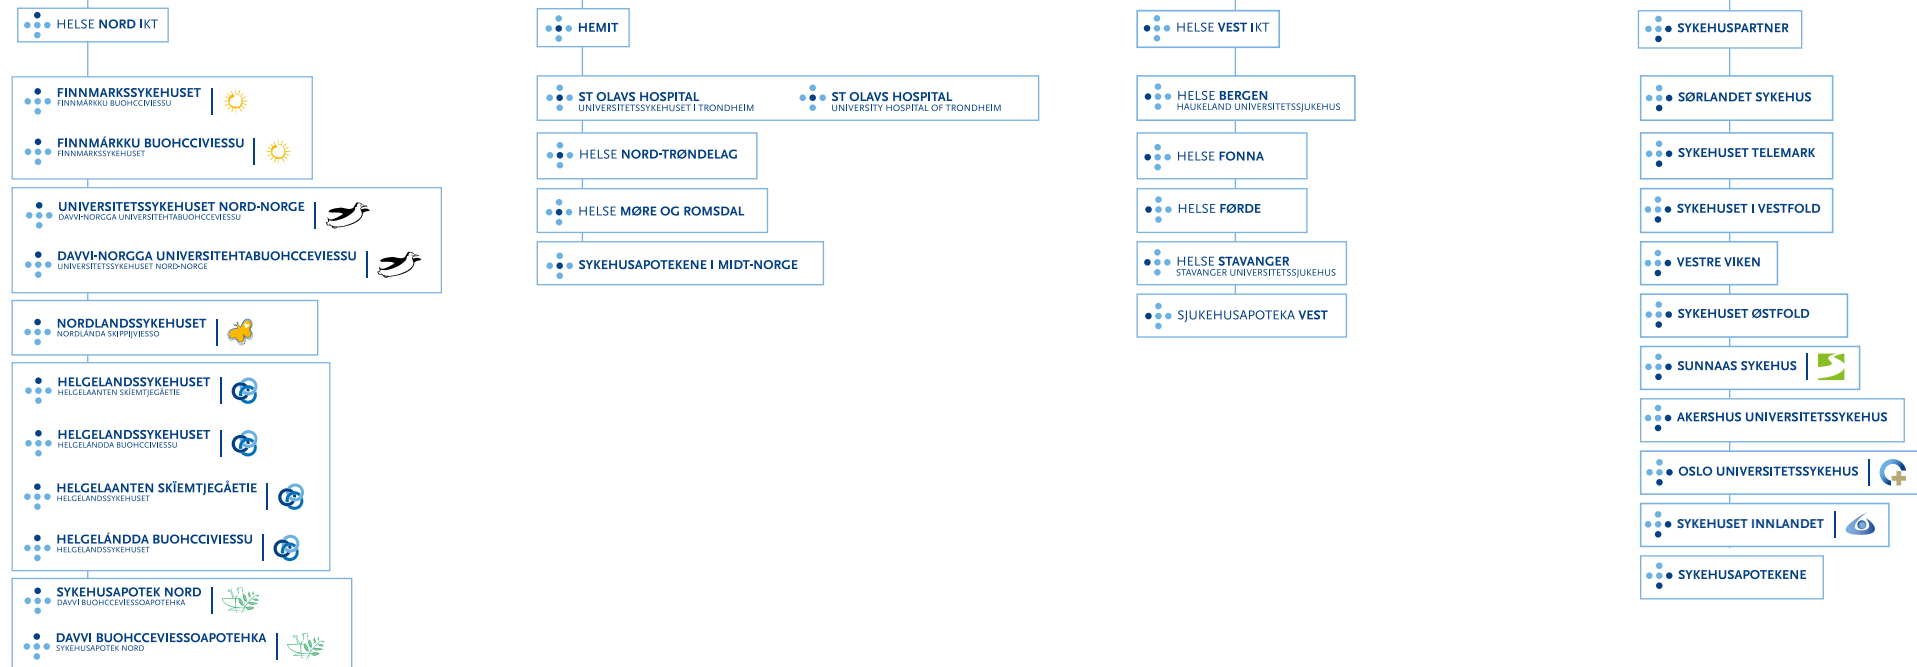 HELSE NORD IKT
FINNMARKSSYKEHUSET
FINNMÁRKKU BUOHCCIVIESSU
FINNMÁRKKU BUOHCCIVIESSU
FINNMARKSSYKEHUSET
UNIVERSITETSSYKEHUSET NORD-NORGE
DAVVI-NORGGA UNIVERSITEHTABUOHCCEVIESSU
DAVVI-NORGGA UNIVERSITEHTABUOHCCEVIESSU
UNIVERSITETSSYKEHUSET NORD-NORGE
NORDLANDSSYKEHUSET
NORDLÁNDA SKIPPIJVIESSO
HELGELANDSSYKEHUSET
HELGELAANTEN SKÏEMTJEGÅETIE
HELGELANDSSYKEHUSET
HELGELÁNDDA BUOHCCIVIESSU
HELGELAANTEN SKÏEMTJEGÅETIE
HELGELANDSSYKEHUSET
HELGELÁNDDA BUOHCCIVIESSU
HELGELANDSSYKEHUSET
SYKEHUSAPOTEK NORD
DAVVI BUOHCCEVIESSOAPOTEHKA
DAVVI BUOHCCEVIESSOAPOTEHKA
SYKEHUSAPOTEK NORD
HEMIT
ST OLAVS HOSPITAL
UNIVERSITETSSYKEHUSET I TRONDHEIM
ST OLAVS HOSPITAL
UNIVERSITY HOSPITAL OF TRONDHEIM
HELSE NORD-TRØNDELAG
HELSE MØRE OG ROMSDAL
SYKEHUSAPOTEKENE I MIDT-NORGE
HELSE VEST IKT
HELSE BERGEN
HAUKELAND UNIVERSITETSSJUKEHUS
HELSE FONNA
HELSE FØRDE
HELSE STAVANGER
STAVANGER UNIVERSITETSSJUKEHUS
SJUKEHUSAPOTEKA VEST
SYKEHUSPARTNER
SØRLANDET SYKEHUS
SYKEHUSET TELEMARK
SYKEHUSET I VESTFOLD
VESTRE VIKEN
SYKEHUSET ØSTFOLD
SUNNAAS SYKEHUS
AKERSHUS UNIVERSITETSSYKEHUS
OSLO UNIVERSITETSSYKEHUS
SYKEHUSET INNLANDET
SYKEHUSAPOTEKENE